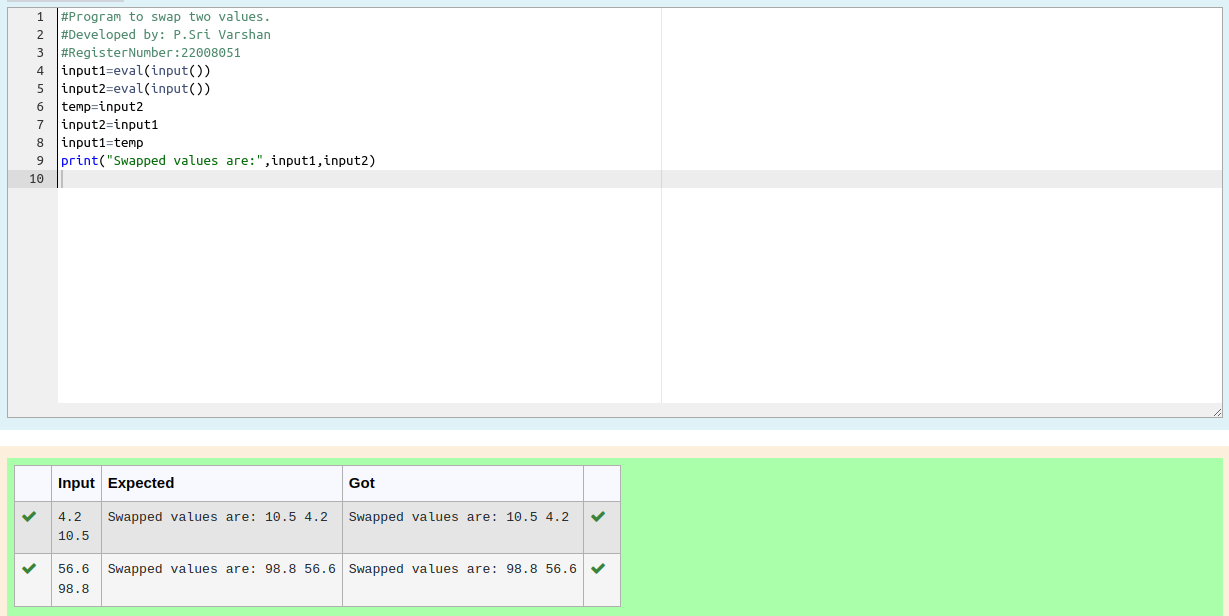 1 #Program to swap two values.
2 #Developed by: P.Sri Varshan
3 #RegisterNumber:22008051
4 input1=eval(input())
5 input2=eval(input())
6 temp=input2
7 input2=input1
8 input1=temp
9 print("Swapped values are:",input1,input2)
10
Input Expected Got
4.2 Swapped values are: 10.5 4.2 Swapped values are: 10.5 4.2
10.5
56.6 Swapped values are: 98.8 56.6 Swapped values are: 98.8 56.6
98.8